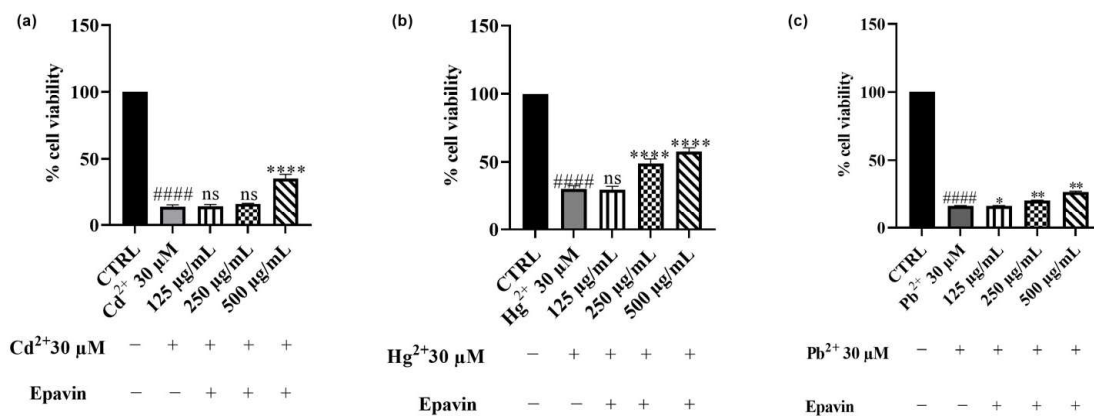 (a)
% cell viability
150
100
50
0
####
ns
ns
****
CTRL
Cd²⁺ 30 µM
125 µg/mL
250 µg/mL
500 µg/mL
Cd²⁺30 µM − + + + +
Epavin − − + + +
(b)
% cell viability
150
100
50
0
####
ns
****
****
CTRL
Hg²⁺ 30 µM
125 µg/mL
250 µg/mL
500 µg/mL
Hg²⁺30 µM − + + + +
Epavin − − + + +
(c)
% cell viability
150
100
50
0
####
*
**
**
CTRL
Pb²⁺ 30 µM
125 µg/mL
250 µg/mL
500 µg/mL
Pb²⁺ 30 µM − + + + +
Epavin − − + + +